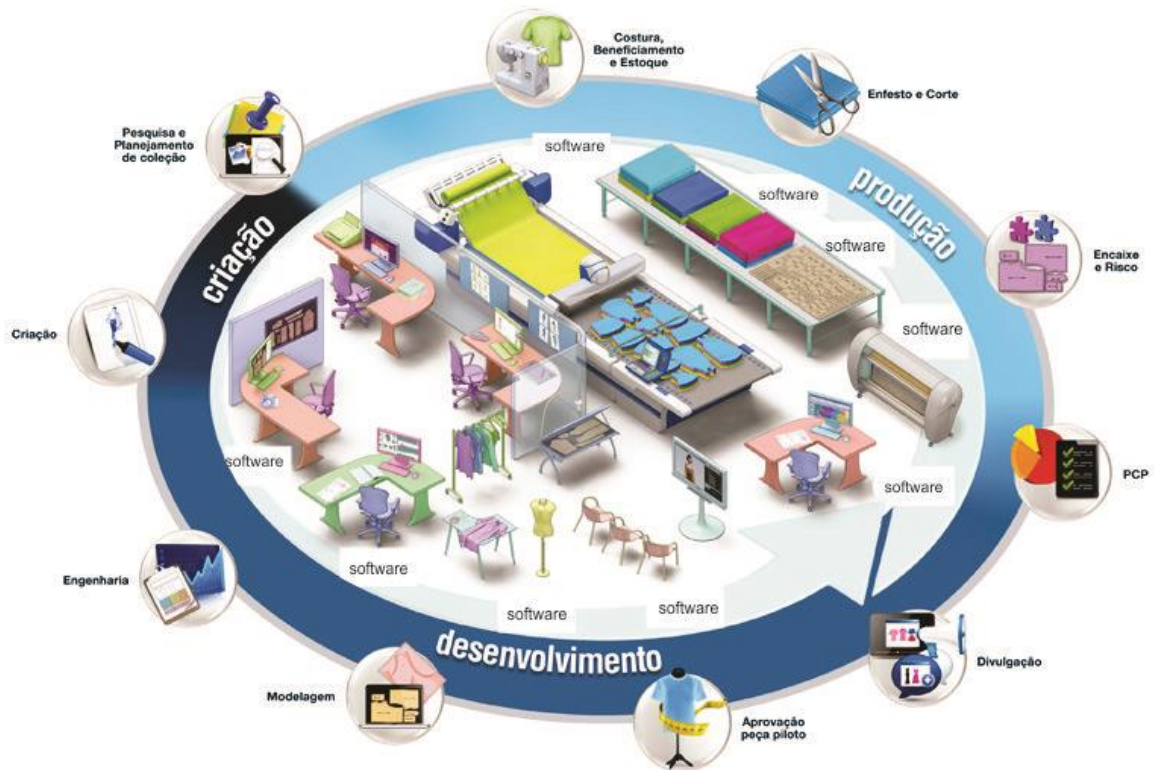 Costura,
Beneficiamento
e Estoque
Enfesto e Corte
Pesquisa e
Planejamento
de coleção
software
software
produção
software
Encaixe
e Risco
criação
Criação
software
software
software
PCP
software
Engenharia
software
software
desenvolvimento
Divulgação
Modelagem
Aprovação
peça piloto